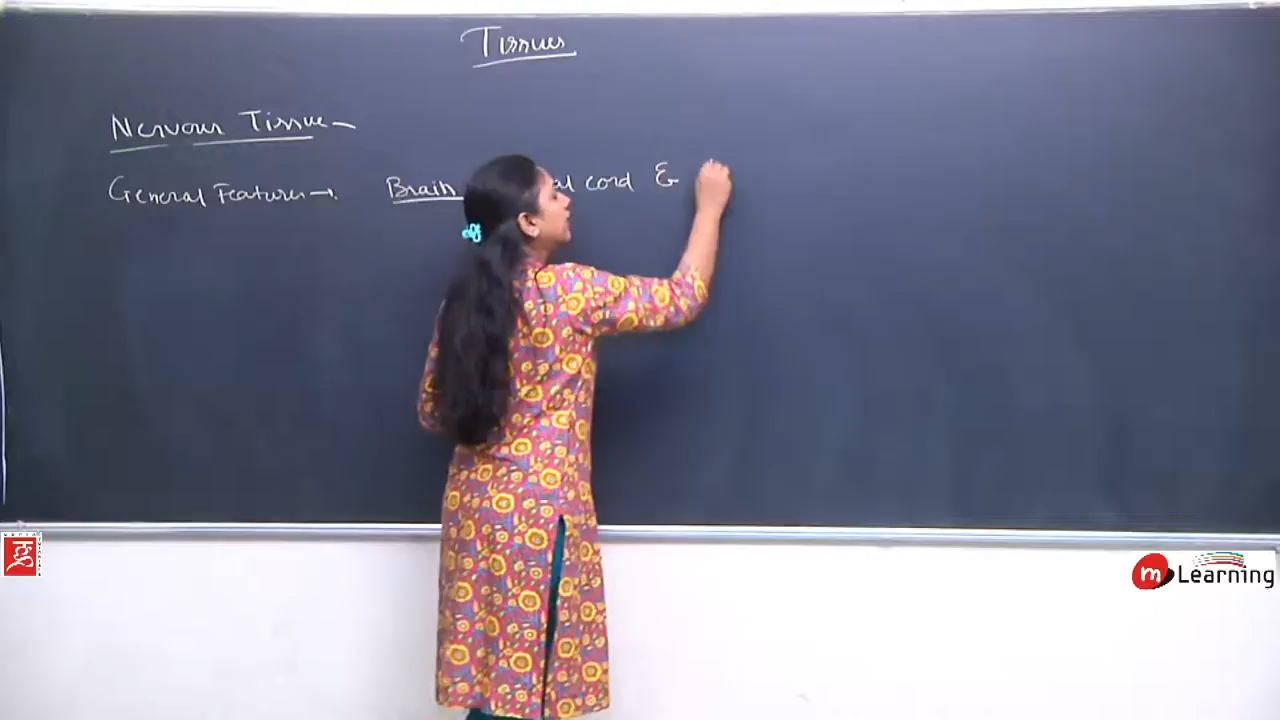 Tissues
Nervous Tissue -
General Features → Brain al cord &
m Learning